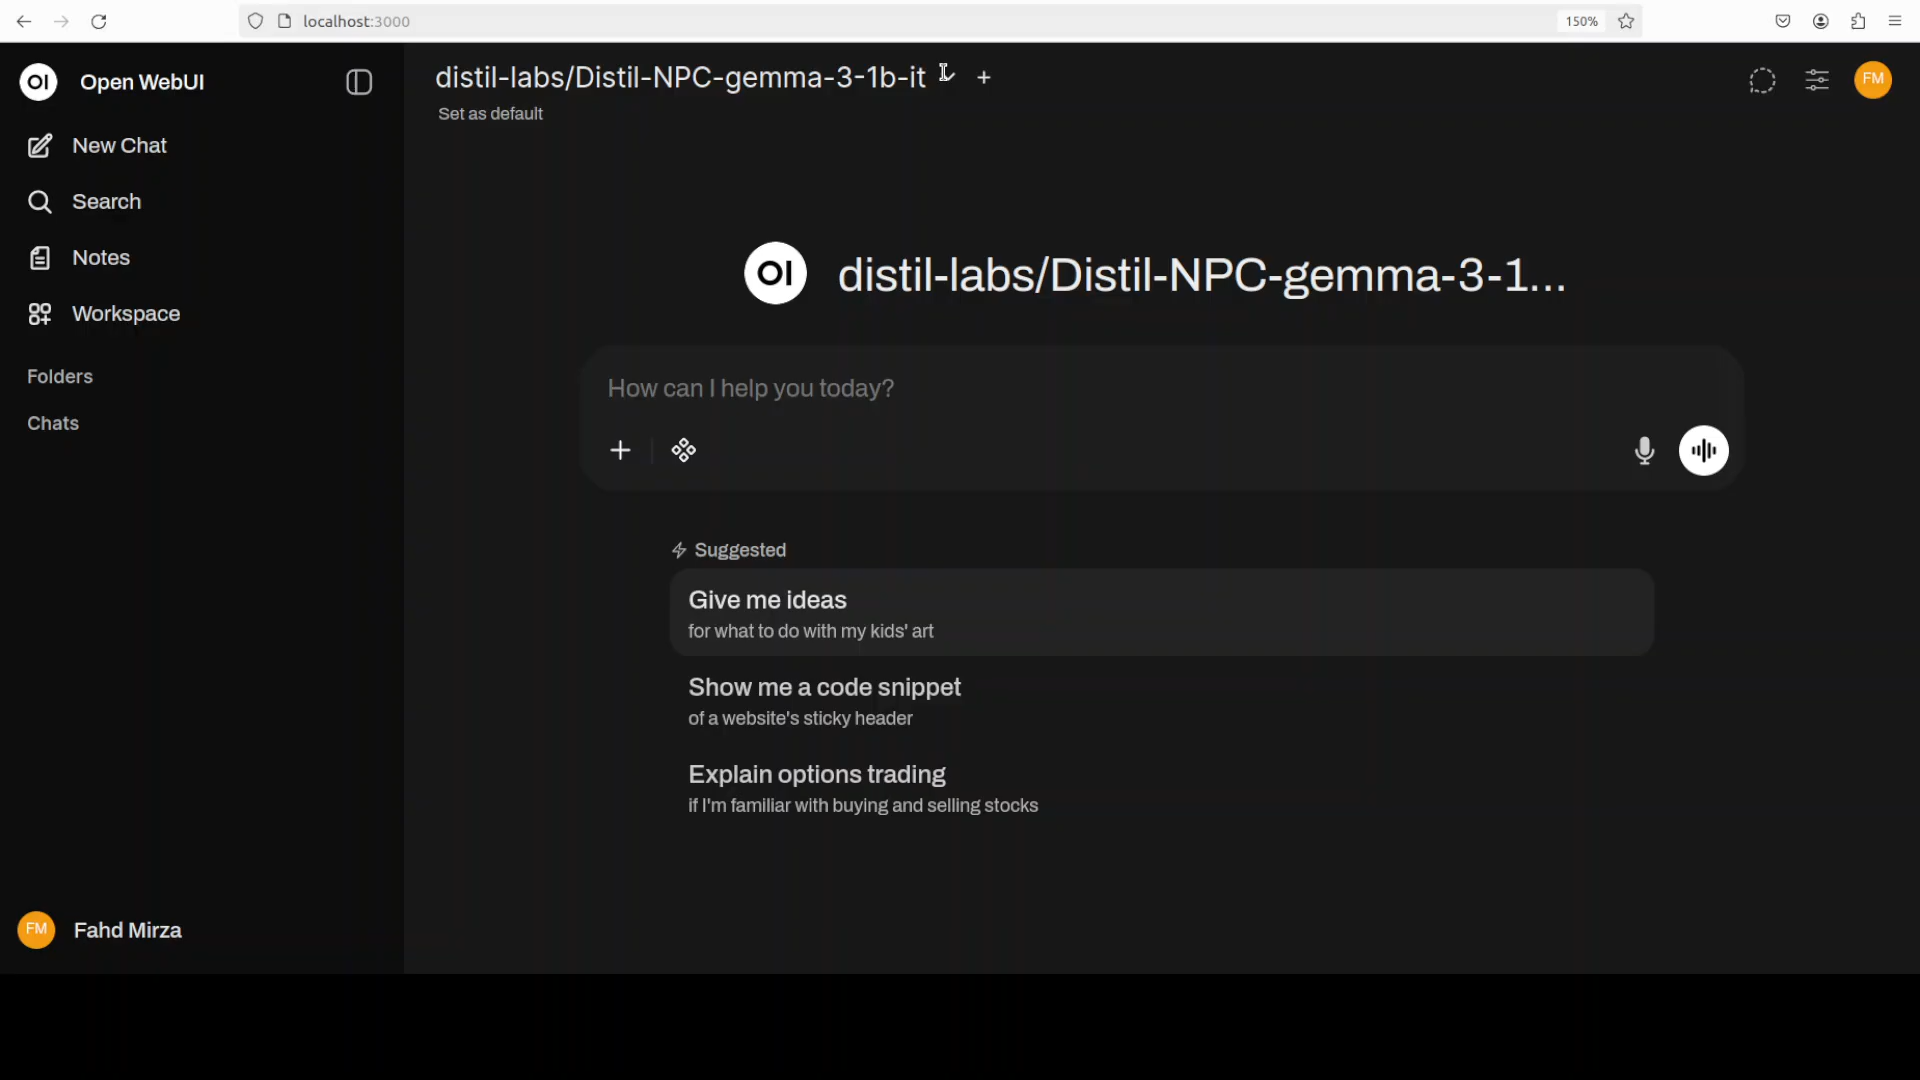 localhost:3000
150%
OI Open WebUI
distil-labs/Distil-NPC-gemma-3-1b-it
FM
Set as default
New Chat
Search
Notes
Workspace
Folders
Chats
OI distil-labs/Distil-NPC-gemma-3-1...
How can I help you today?
Suggested
Give me ideas
for what to do with my kids' art
Show me a code snippet
of a website's sticky header
Explain options trading
if I'm familiar with buying and selling stocks
FM Fahd Mirza